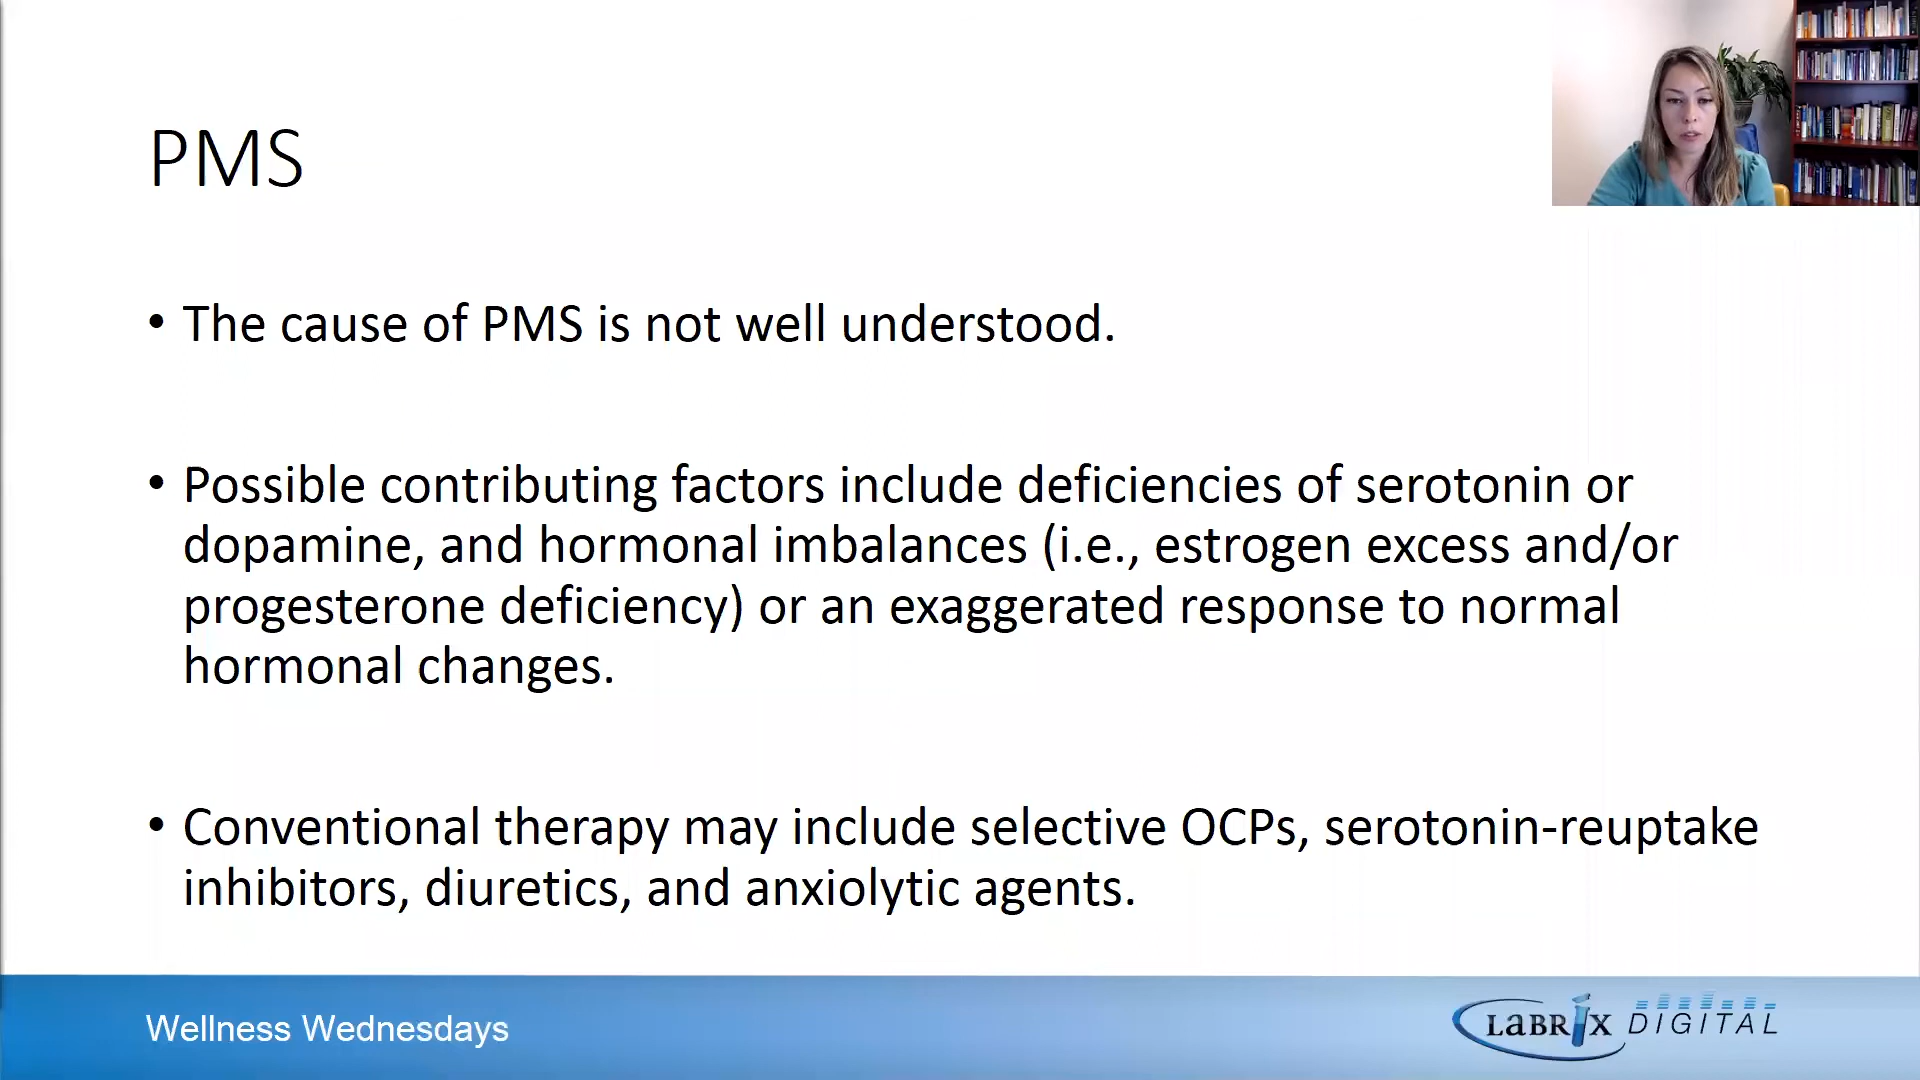 PMS
• The cause of PMS is not well understood.
• Possible contributing factors include deficiencies of serotonin or
dopamine, and hormonal imbalances (i.e., estrogen excess and/or
progesterone deficiency) or an exaggerated response to normal
hormonal changes.
• Conventional therapy may include selective OCPs, serotonin-reuptake
inhibitors, diuretics, and anxiolytic agents.
Wellness Wednesdays
LABRIX DIGITAL